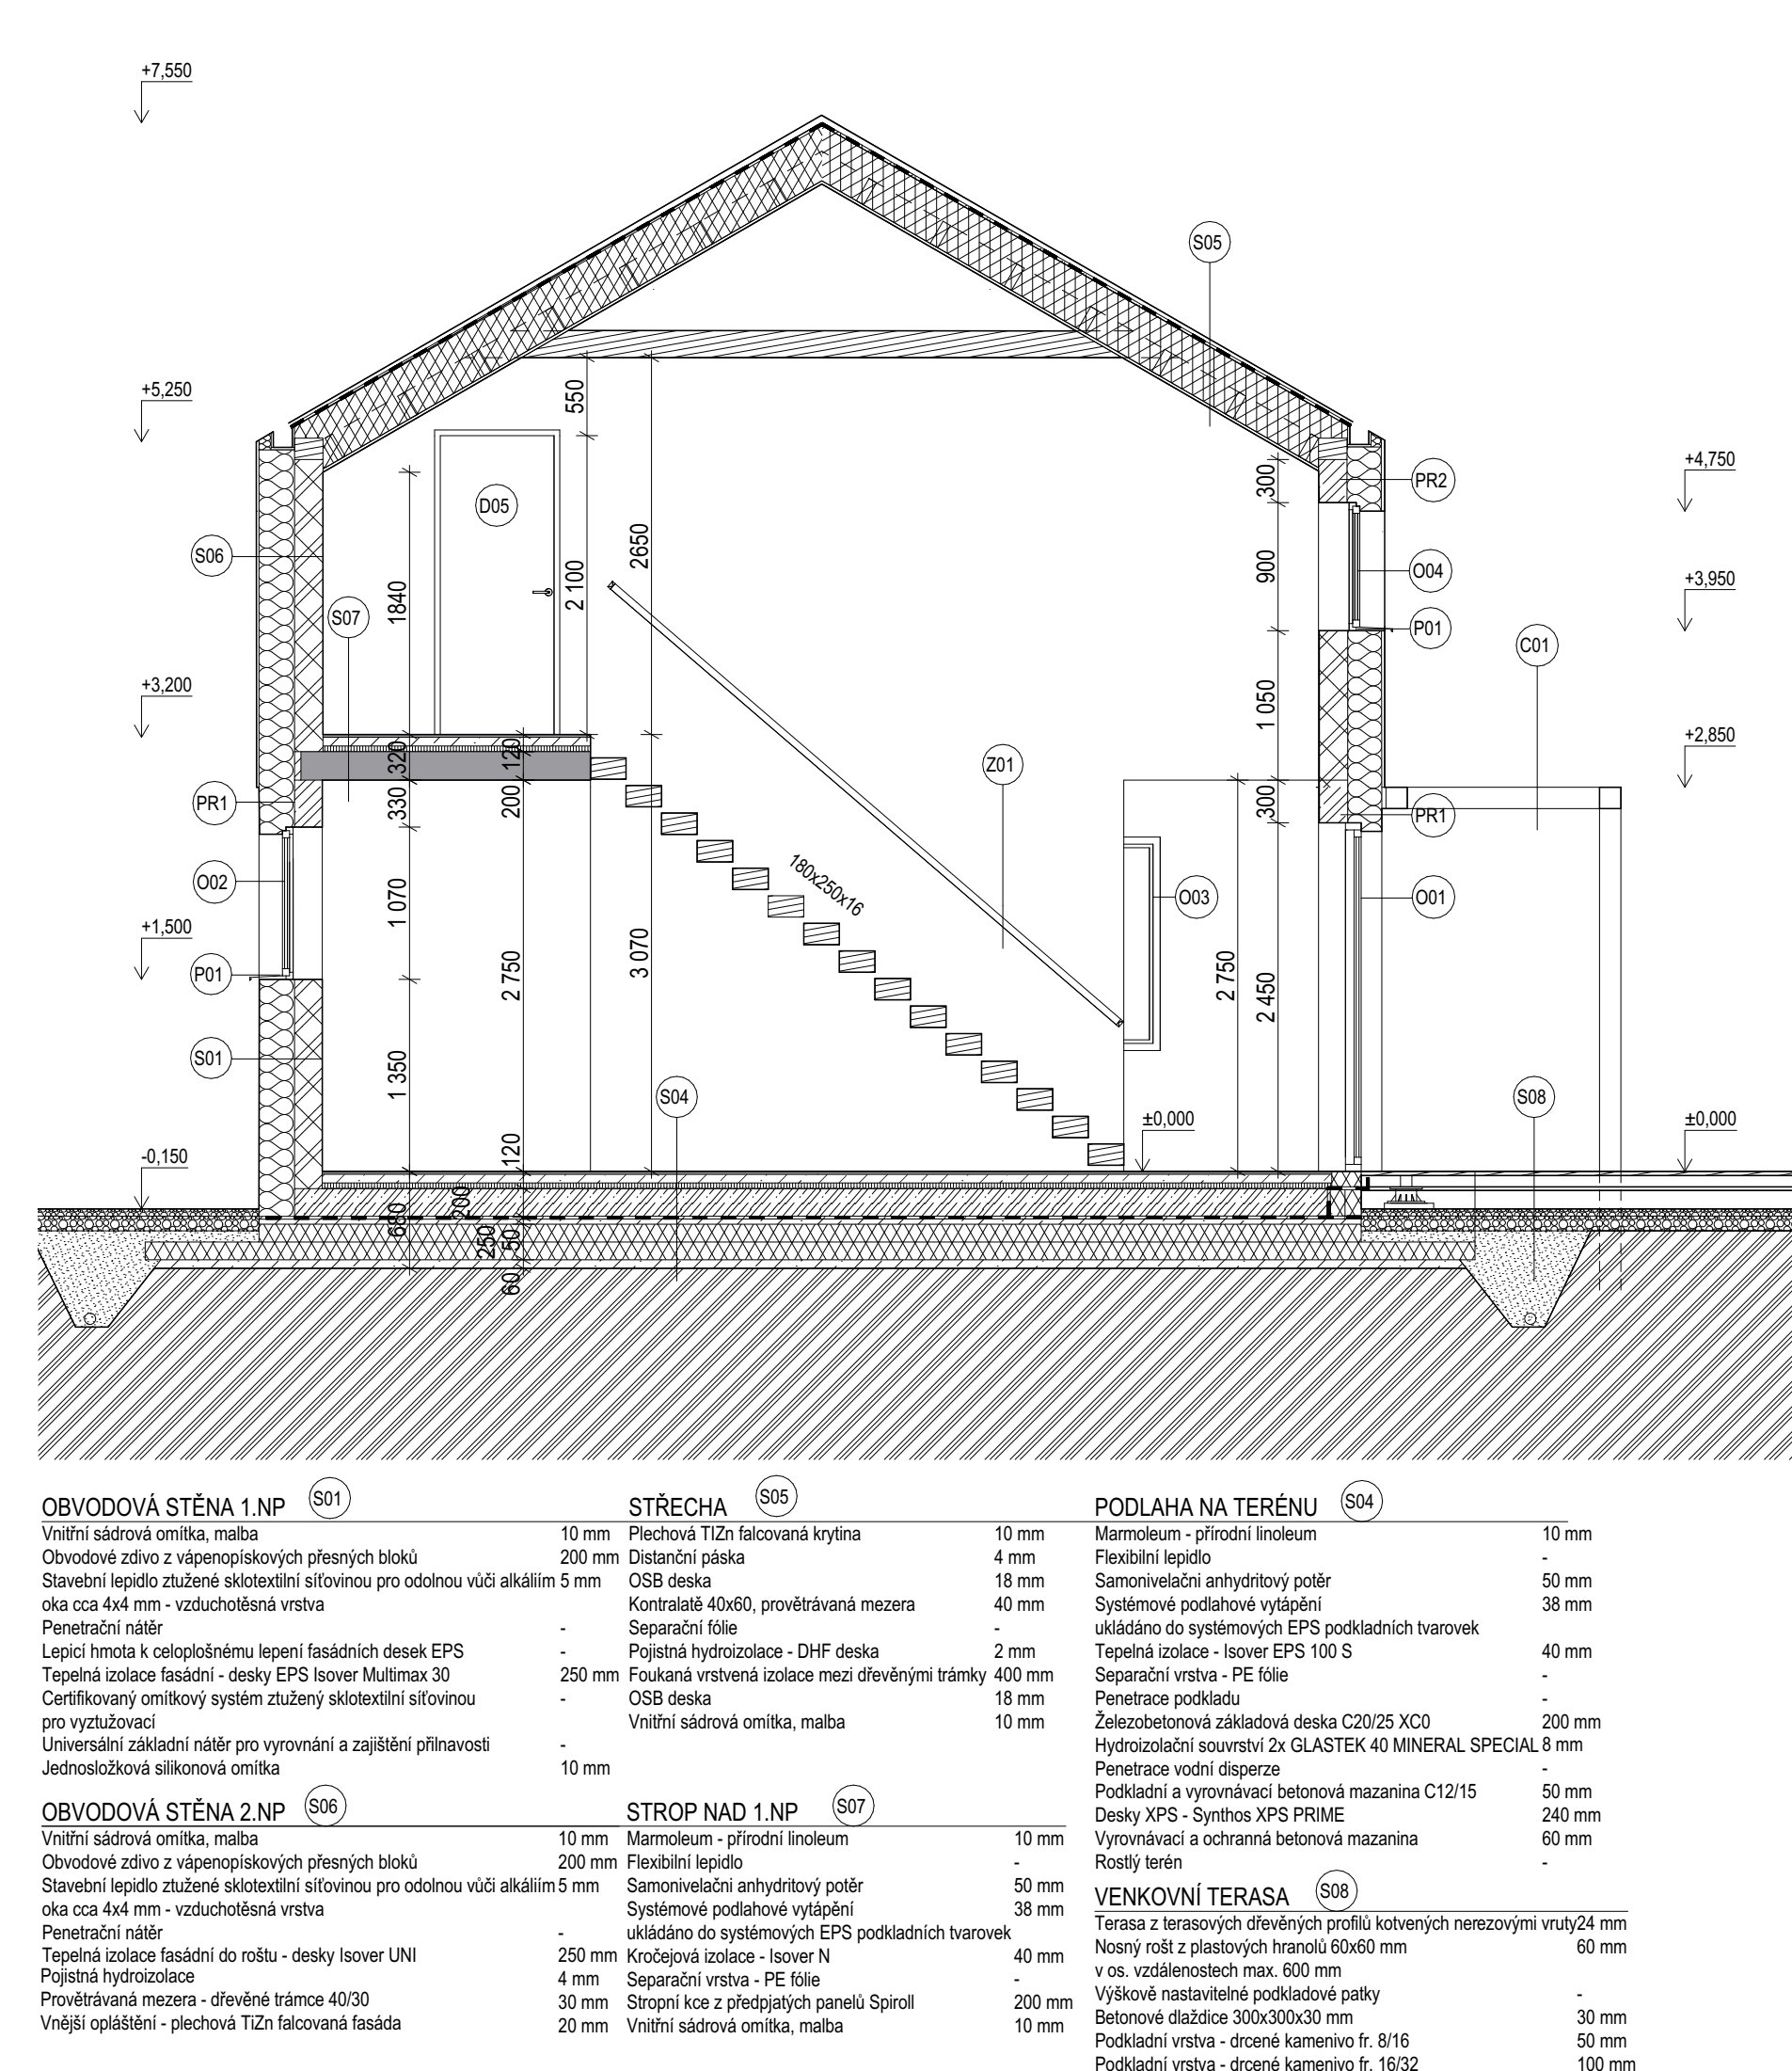 +7,550
S05
+5,250
550
+4,750
300
PR2
D05
2650
S06
900
O04
+3,950
2 100
1840
S07
P01
C01
+3,200
1 050
+2,850
320
120
Z01
PR1
330
200
300
PR1
180x250x16
O02
1 070
O03
O01
+1,500
P01
2 750
3 070
2 750
2 450
S01
1 350
S04
S08
±0,000
±0,000
-0,150
120
680
200
250
50
60
OBVODOVÁ STĚNA 1.NP S01
Vnitřní sádrová omítka, malba 10 mm
Obvodové zdivo z vápenopískových přesných bloků 200 mm
Stavební lepidlo ztužené sklotextilní síťovinou pro odolnou vůči alkáliím 5 mm
oka cca 4x4 mm - vzduchotěsná vrstva
Penetrační nátěr -
Lepicí hmota k celoplošnému lepení fasádních desek EPS -
Tepelná izolace fasádní - desky EPS Isover Multimax 30 250 mm
Certifikovaný omítkový systém ztužený sklotextilní síťovinou -
pro vyztužovací
Universální základní nátěr pro vyrovnání a zajištění přilnavosti -
Jednosložková silikonová omítka 10 mm
OBVODOVÁ STĚNA 2.NP S06
Vnitřní sádrová omítka, malba 10 mm
Obvodové zdivo z vápenopískových přesných bloků 200 mm
Stavební lepidlo ztužené sklotextilní síťovinou pro odolnou vůči alkáliím 5 mm
oka cca 4x4 mm - vzduchotěsná vrstva
Penetrační nátěr -
Tepelná izolace fasádní do roštu - desky Isover UNI 250 mm
Pojistná hydroizolace 4 mm
Provětrávaná mezera - dřevěné trámce 40/30 30 mm
Vnější opláštění - plechová TiZn falcovaná fasáda 20 mm
STŘECHA S05
Plechová TIZn falcovaná krytina 10 mm
Distanční páska 4 mm
OSB deska 18 mm
Kontralatě 40x60, provětrávaná mezera 40 mm
Separační fólie -
Pojistná hydroizolace - DHF deska 2 mm
Foukaná vrstvená izolace mezi dřevěnými trámky 400 mm
OSB deska 18 mm
Vnitřní sádrová omítka, malba 10 mm
STROP NAD 1.NP S07
Marmoleum - přírodní linoleum 10 mm
Flexibilní lepidlo -
Samonivelačni anhydritový potěr 50 mm
Systémové podlahové vytápění 38 mm
ukládáno do systémových EPS podkladních tvarovek
Kročejová izolace - Isover N 40 mm
Separační vrstva - PE fólie -
Stropní kce z předpjatých panelů Spiroll 200 mm
Vnitřní sádrová omítka, malba 10 mm
PODLAHA NA TERÉNU S04
Marmoleum - přírodní linoleum 10 mm
Flexibilní lepidlo -
Samonivelačni anhydritový potěr 50 mm
Systémové podlahové vytápění 38 mm
ukládáno do systémových EPS podkladních tvarovek
Tepelná izolace - Isover EPS 100 S 40 mm
Separační vrstva - PE fólie -
Penetrace podkladu -
Železobetonová základová deska C20/25 XC0 200 mm
Hydroizolační souvrství 2x GLASTEK 40 MINERAL SPECIAL 8 mm
Penetrace vodní disperze -
Podkladní a vyrovnávací betonová mazanina C12/15 50 mm
Desky XPS - Synthos XPS PRIME 240 mm
Vyrovnávací a ochranná betonová mazanina 60 mm
Rostlý terén -
VENKOVNÍ TERASA S08
Terasa z terasových dřevěných profilů kotvených nerezovými vruty 24 mm
Nosný rošt z plastových hranolů 60x60 mm 60 mm
v os. vzdálenostech max. 600 mm
Výškově nastavitelné podkladové patky -
Betonové dlaždice 300x300x30 mm 30 mm
Podkladní vrstva - drcené kamenivo fr. 8/16 50 mm
Podkladní vrstva - drcené kamenivo fr. 16/32 100 mm